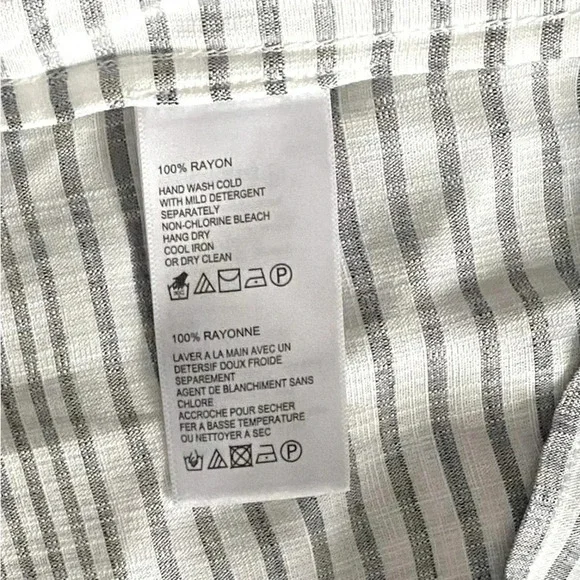 100% RAYON
HAND WASH COLD
WITH MILD DETERGENT
SEPARATELY
NON-CHLORINE BLEACH
HANG DRY
COOL IRON
OR DRY CLEAN
P
100% RAYONNE
LAVER A LA MAIN AVEC UN
DETERSIF DOUX FROIDE
SEPAREMENT
AGENT DE BLANCHIMENT SANS
CHLORE
ACCROCHE POUR SECHER
FER A BASSE TEMPERATURE
OU NETTOYER A SEC
P